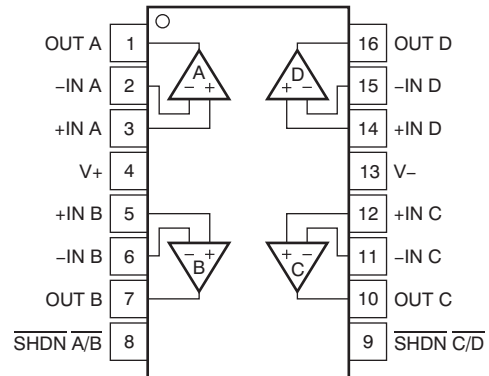 OUT A 1 16 OUT D
−IN A 2 A D 15 −IN D
− + + −
+IN A 3 14 +IN D
V+ 4 13 V−
+IN B 5 12 +IN C
− + + −
−IN B 6 B C 11 −IN C
OUT B 7 10 OUT C
SHDN A/B 8 9 SHDN C/D